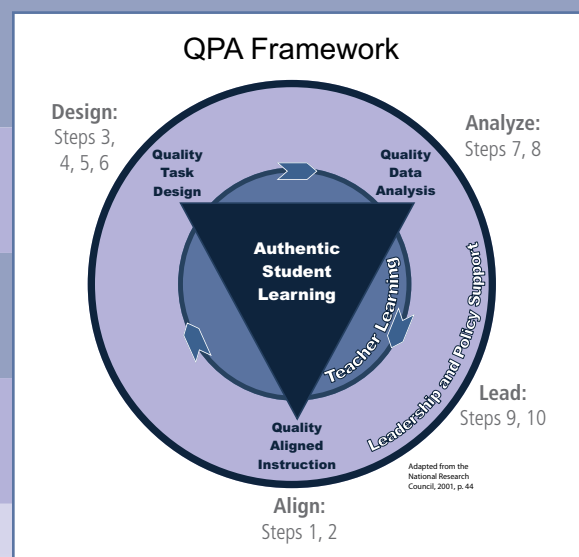 QPA Framework
Design:
Steps 3,
4, 5, 6
Analyze:
Steps 7, 8
Quality
Task
Design
Quality
Data
Analysis
Authentic
Student
Learning
Teacher Learning
Leadership and Policy Support
Lead:
Steps 9, 10
Quality
Aligned
Instruction
Adapted from the
National Research
Council, 2001, p. 44
Align:
Steps 1, 2